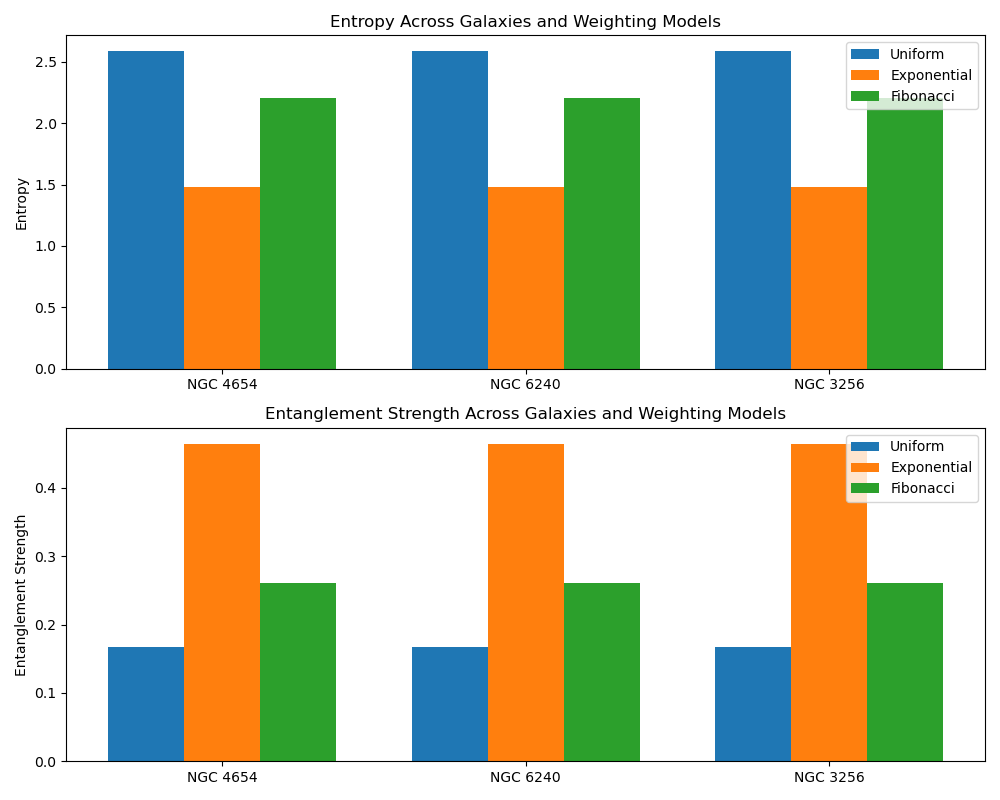 Entropy Across Galaxies and Weighting Models
Entropy
2.5
2.0
1.5
1.0
0.5
0.0
Uniform
Exponential
Fibonacci
NGC 4654
NGC 6240
NGC 3256
Entanglement Strength Across Galaxies and Weighting Models
Entanglement Strength
0.4
0.3
0.2
0.1
0.0
Uniform
Exponential
Fibonacci
NGC 4654
NGC 6240
NGC 3256